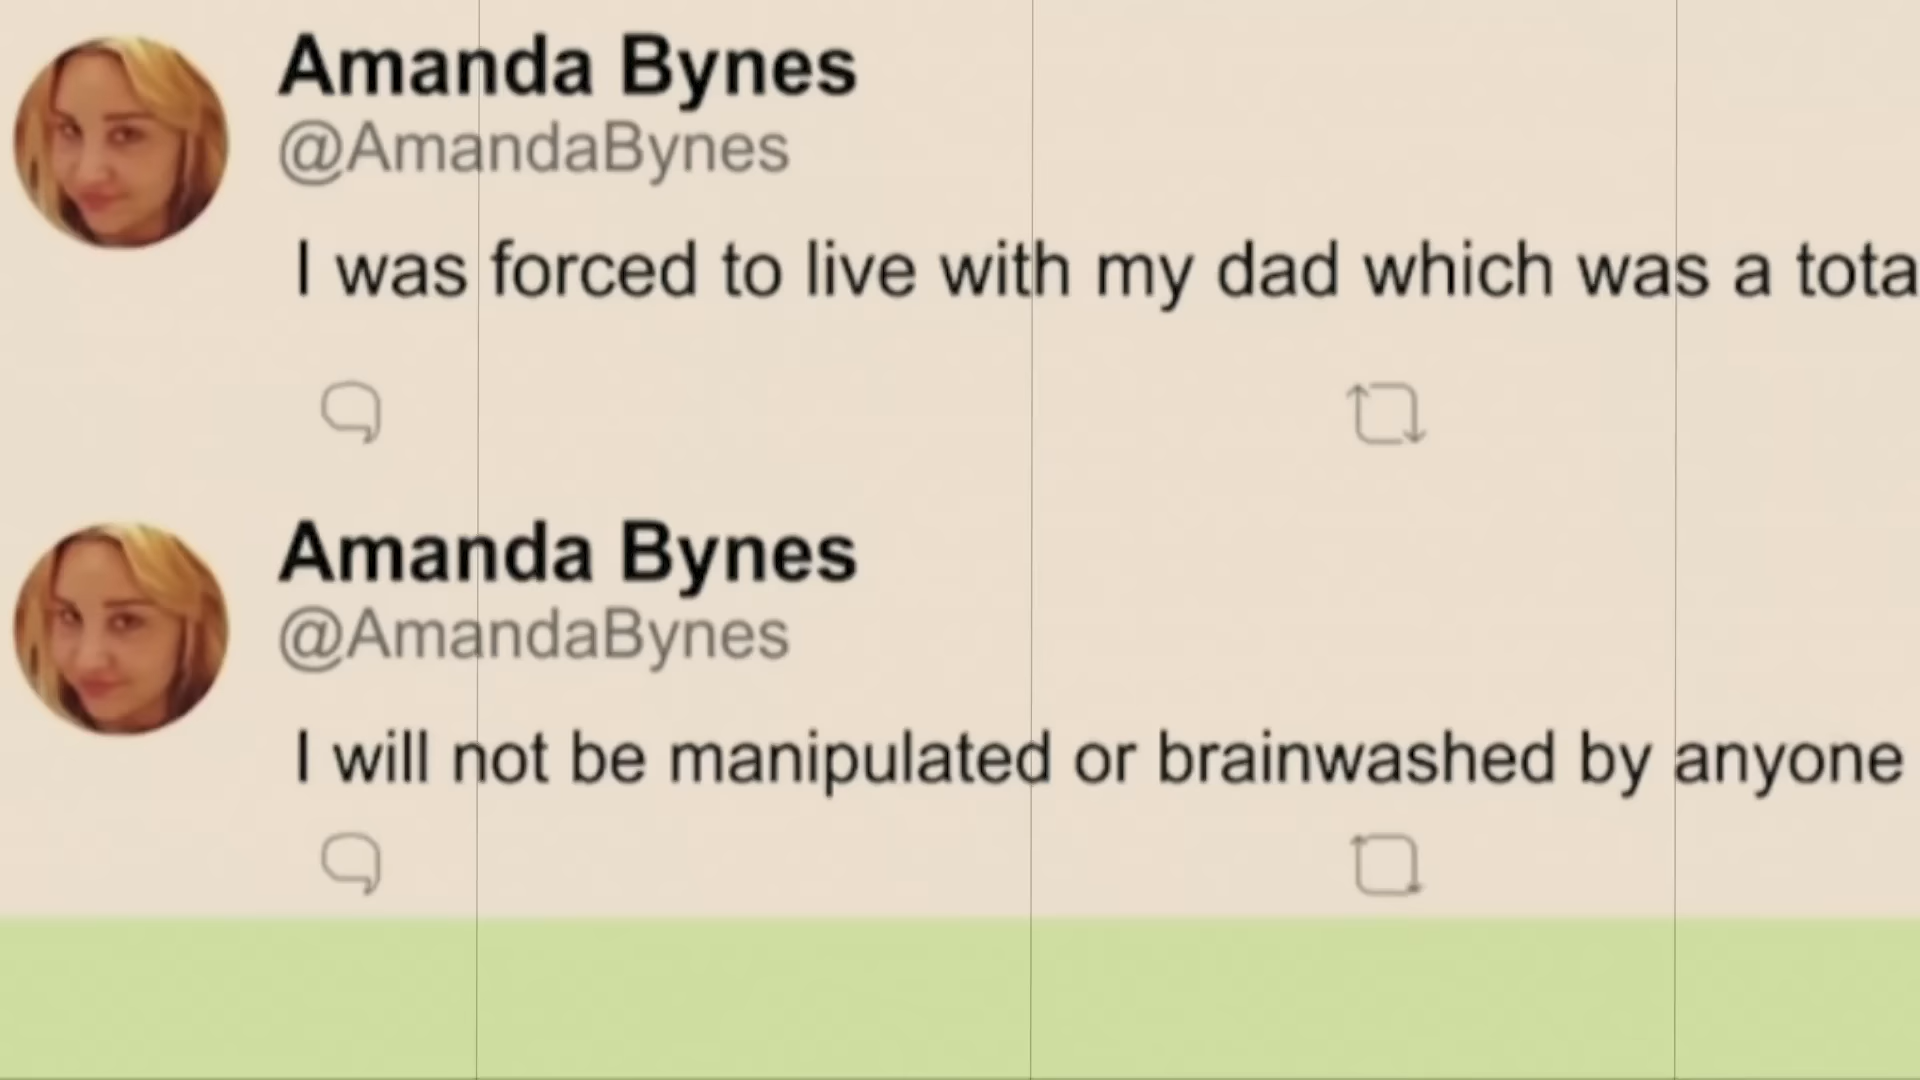 Amanda Bynes
@AmandaBynes
I was forced to live with my dad which was a tota
Amanda Bynes
@AmandaBynes
I will not be manipulated or brainwashed by anyone